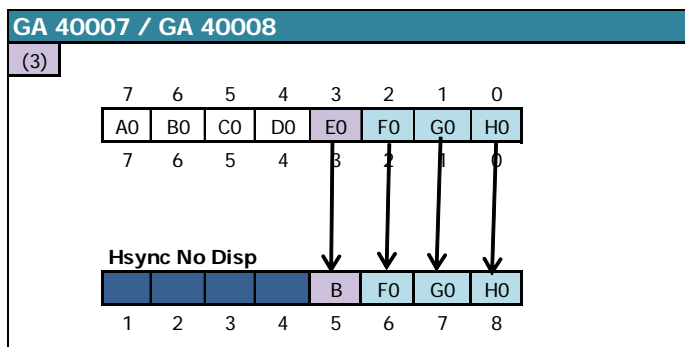 GA 40007 / GA 40008
(3)
7 6 5 4 3 2 1 0
A0 B0 C0 D0 E0 F0 G0 H0
7 6 5 4 3 2 1 0
Hsync No Disp
B F0 G0 H0
1 2 3 4 5 6 7 8